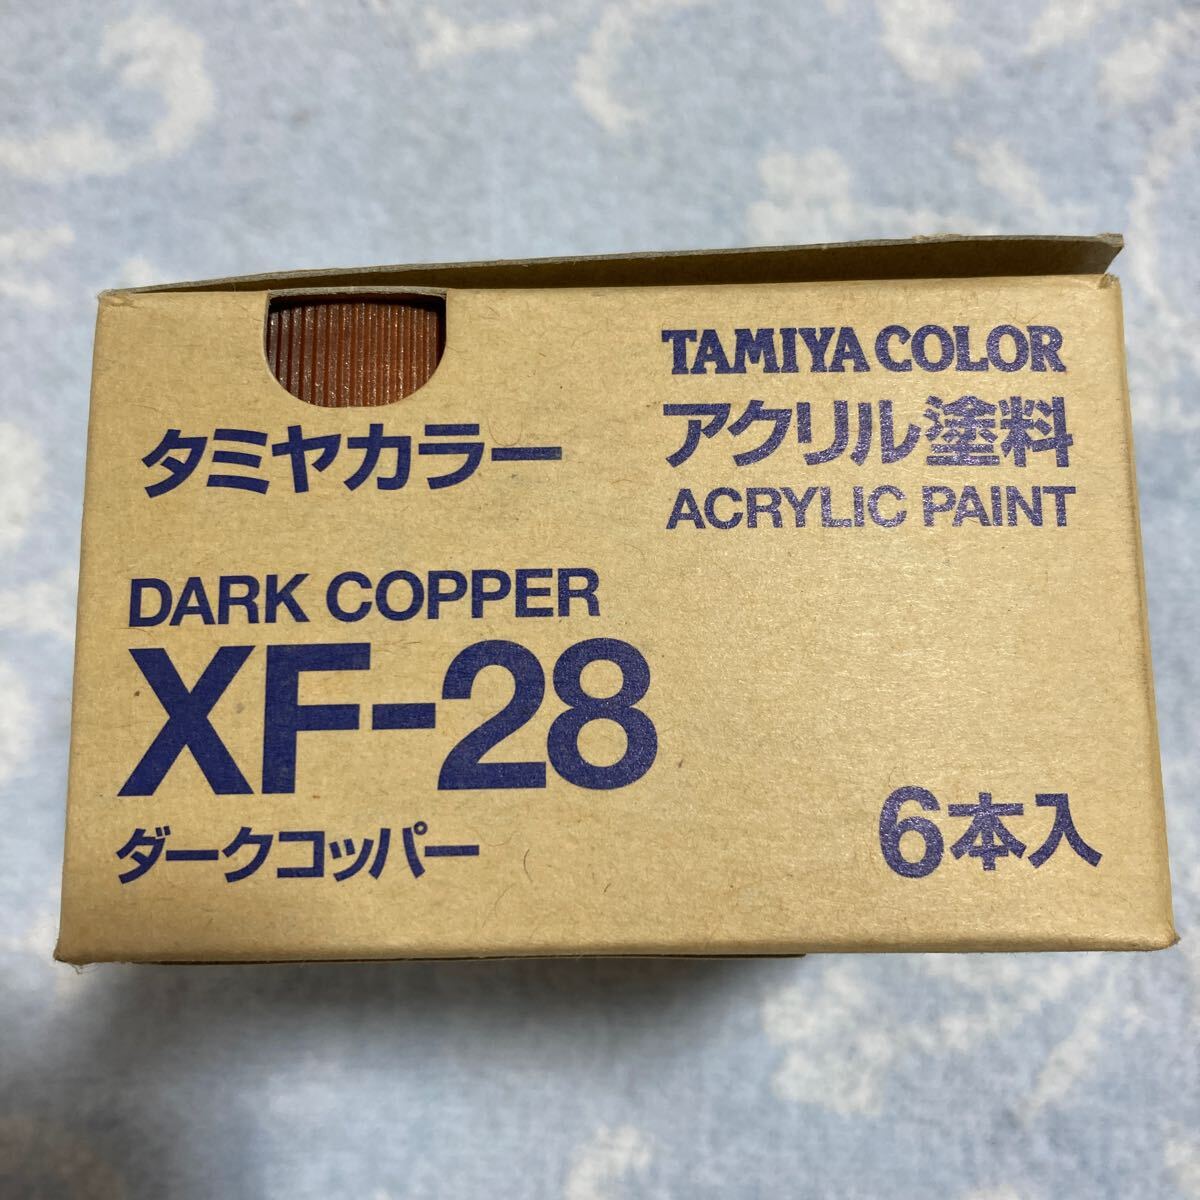 TAMIYA COLOR
アクリル塗料
ACRYLIC PAINT
タミヤカラー
DARK COPPER
XF-28
ダークコッパー
6本入